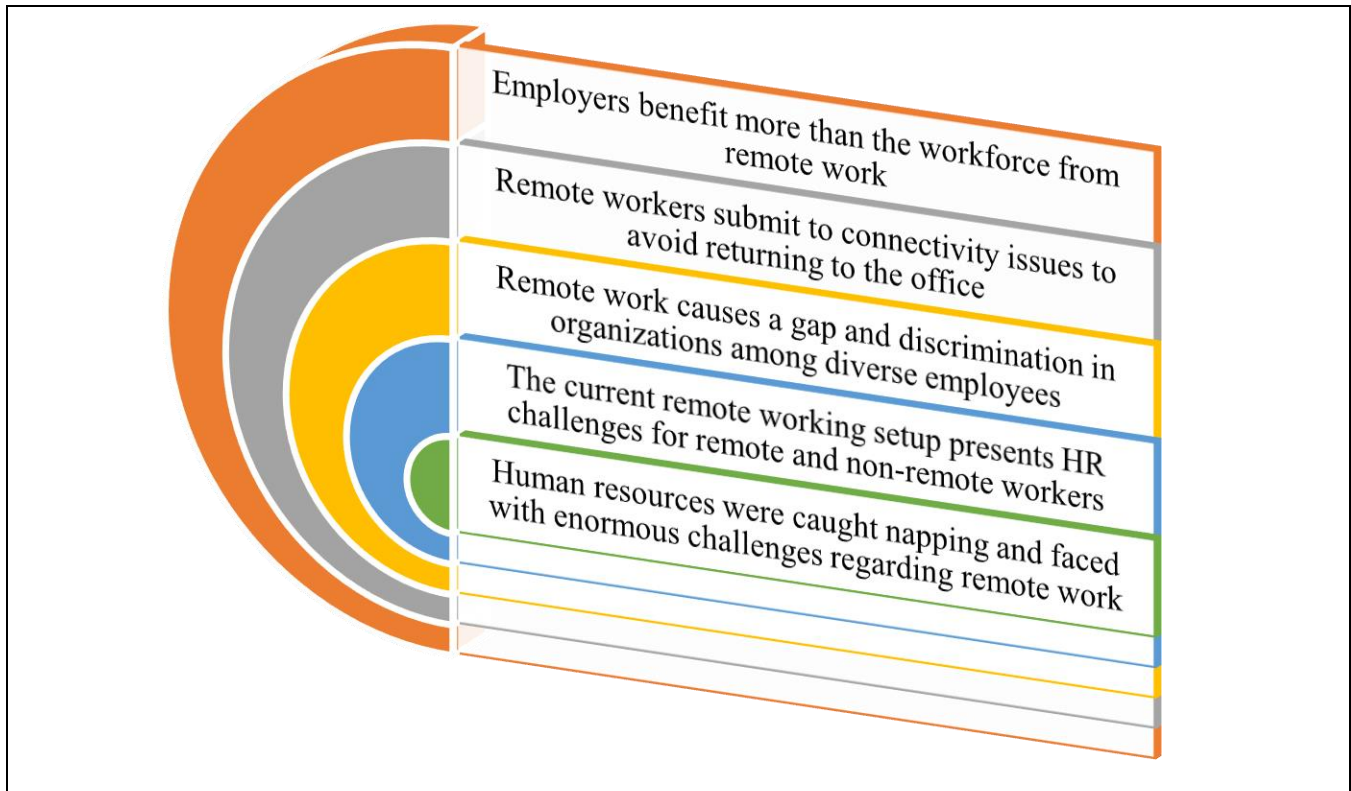 Employers benefit more than the workforce from
remote work
Remote workers submit to connectivity issues to
avoid returning to the office
Remote work causes a gap and discrimination in
organizations among diverse employees
The current remote working setup presents HR
challenges for remote and non-remote workers
Human resources were caught napping and faced
with enormous challenges regarding remote work